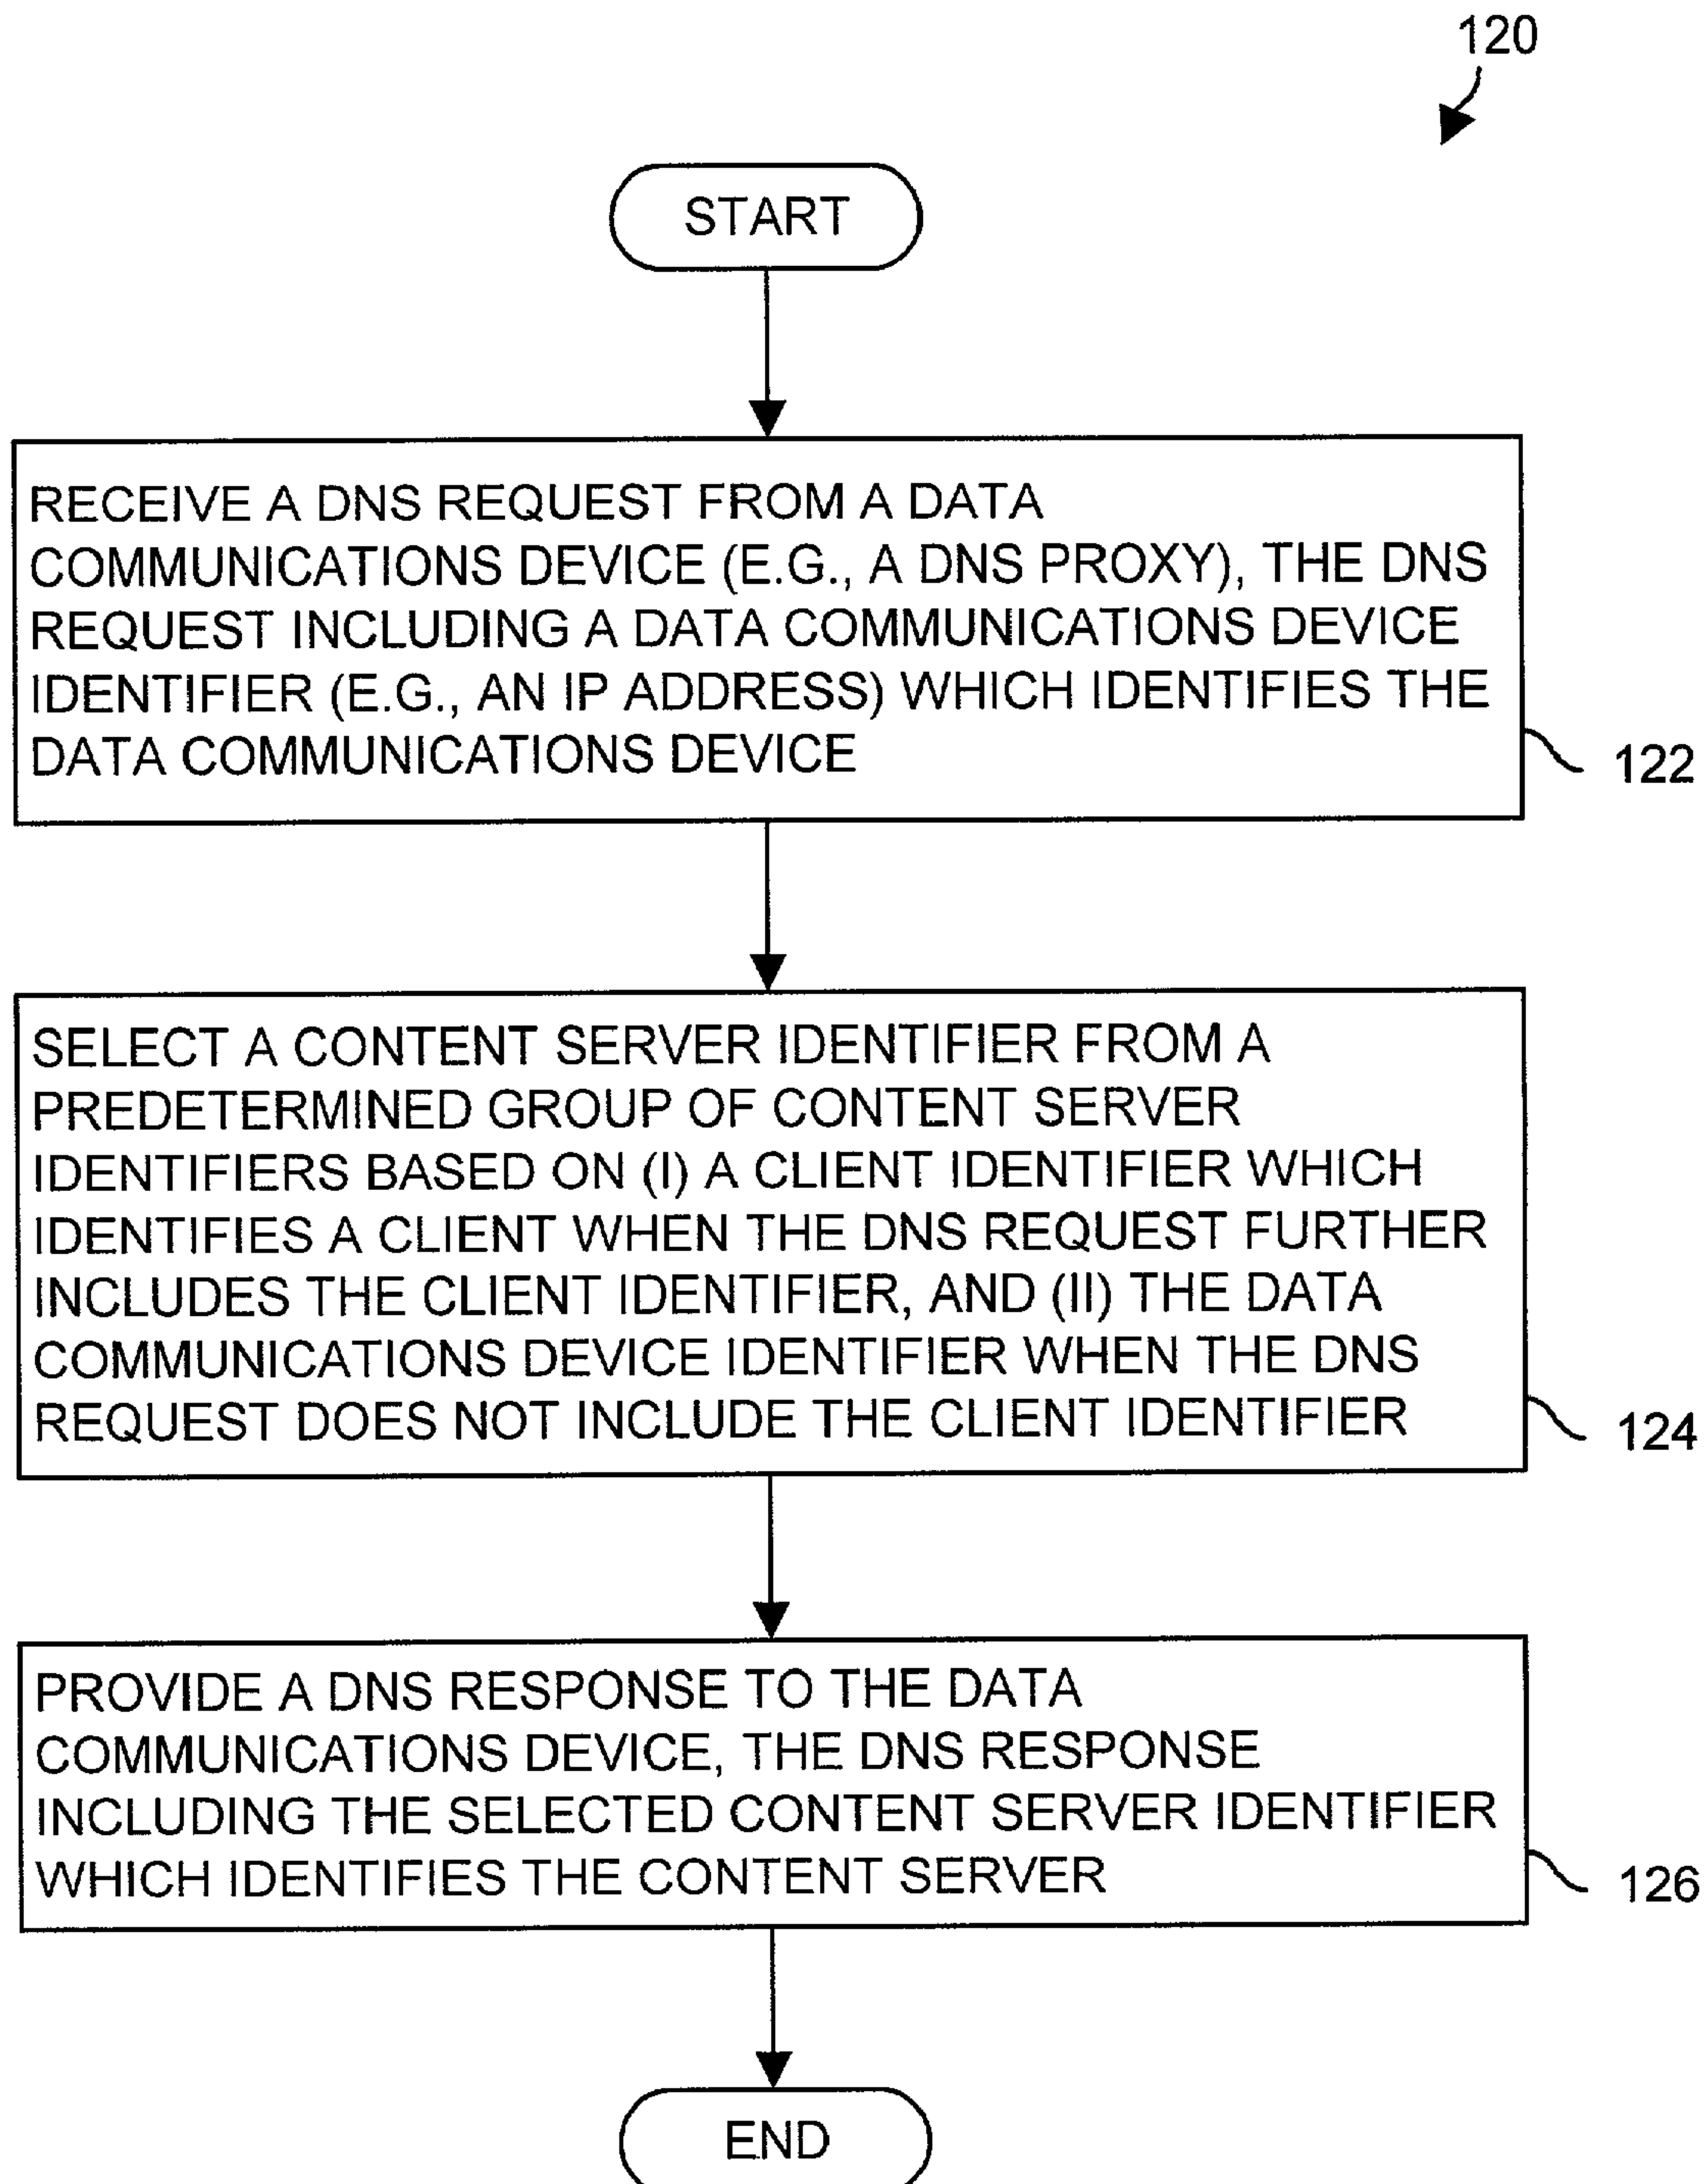 120
START
RECEIVE A DNS REQUEST FROM A DATA
COMMUNICATIONS DEVICE (E.G., A DNS PROXY), THE DNS
REQUEST INCLUDING A DATA COMMUNICATIONS DEVICE
IDENTIFIER (E.G., AN IP ADDRESS) WHICH IDENTIFIES THE
DATA COMMUNICATIONS DEVICE
122
SELECT A CONTENT SERVER IDENTIFIER FROM A
PREDETERMINED GROUP OF CONTENT SERVER
IDENTIFIERS BASED ON (I) A CLIENT IDENTIFIER WHICH
IDENTIFIES A CLIENT WHEN THE DNS REQUEST FURTHER
INCLUDES THE CLIENT IDENTIFIER, AND (II) THE DATA
COMMUNICATIONS DEVICE IDENTIFIER WHEN THE DNS
REQUEST DOES NOT INCLUDE THE CLIENT IDENTIFIER
124
PROVIDE A DNS RESPONSE TO THE DATA
COMMUNICATIONS DEVICE, THE DNS RESPONSE
INCLUDING THE SELECTED CONTENT SERVER IDENTIFIER
WHICH IDENTIFIES THE CONTENT SERVER
126
END